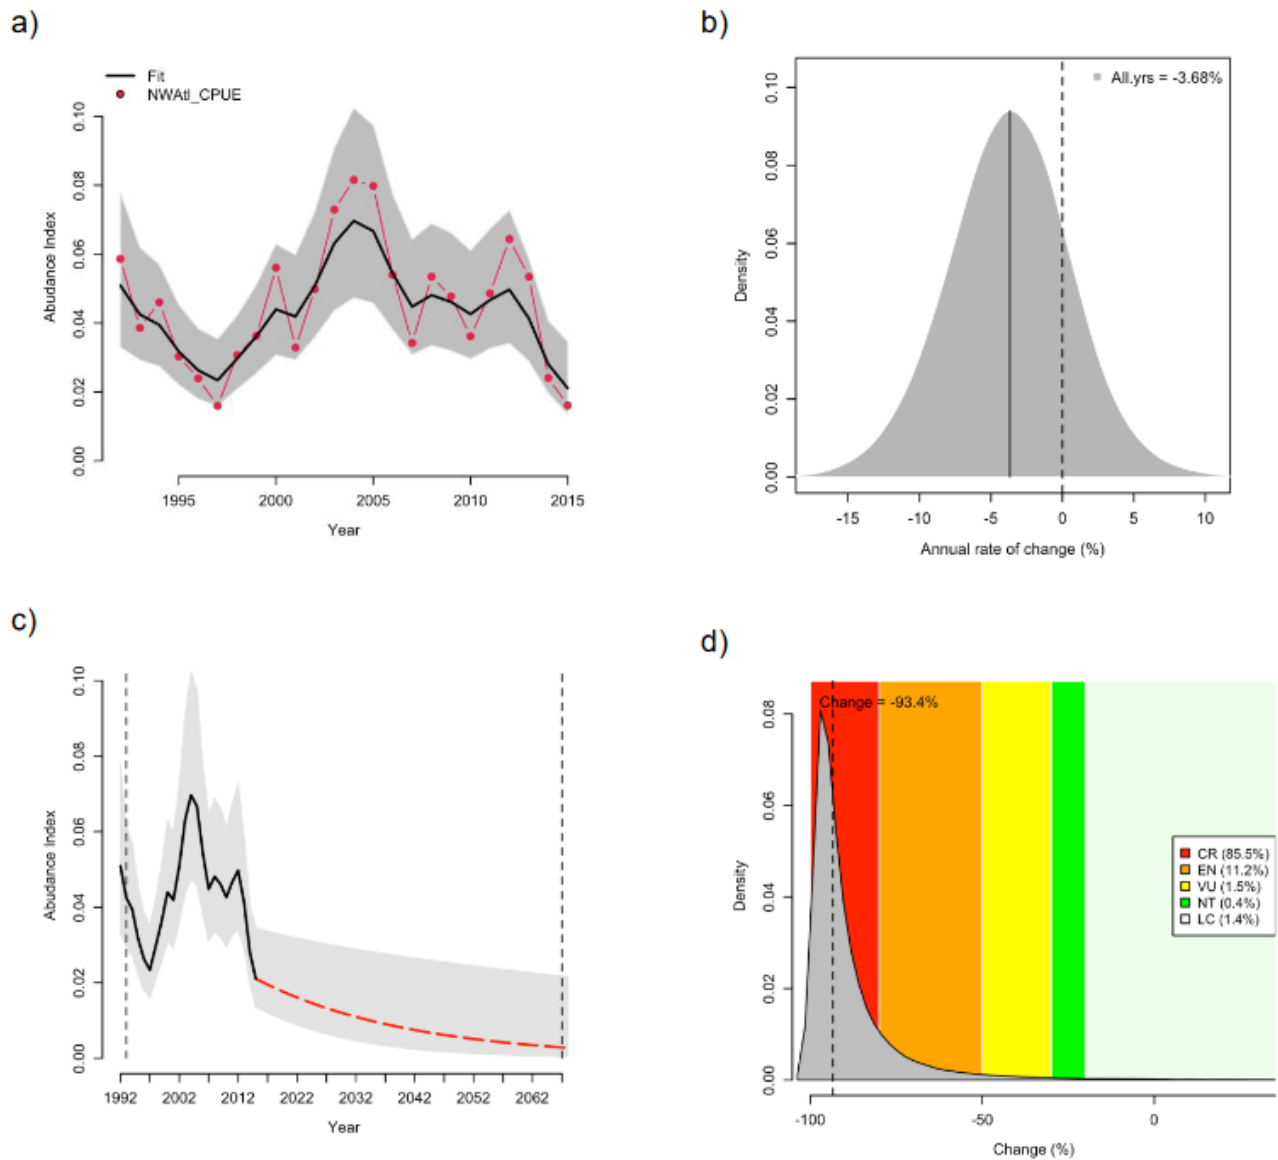 a)
Fit
NWAtl_CPUE
Abudance Index
0.00 0.02 0.04 0.06 0.08 0.10
1995 2000 2005 2010 2015
Year
b)
All.yrs = -3.68%
Density
0.00 0.02 0.04 0.06 0.08 0.10
-15 -10 -5 0 5 10
Annual rate of change (%)
c)
Abudance Index
0.00 0.02 0.04 0.06 0.08 0.10
1992 2002 2012 2022 2032 2042 2052 2062
Year
d)
Change = -93.4%
Density
0.00 0.02 0.04 0.06 0.08
CR (85.5%)
EN (11.2%)
VU (1.5%)
NT (0.4%)
LC (1.4%)
-100 -50 0
Change (%)